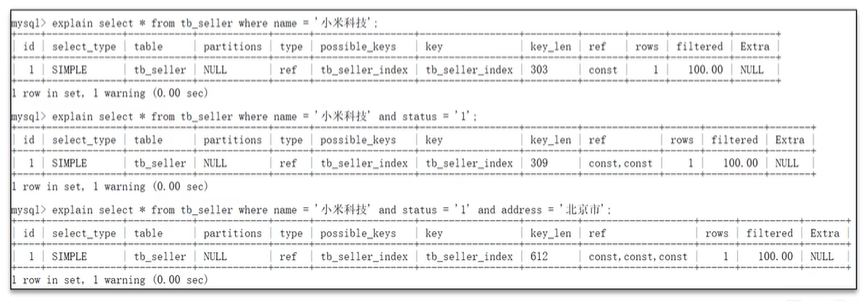 mysql> explain select * from tb_seller where name = '小米科技';
| id | select_type | table | partitions | type | possible_keys | key | key_len | ref | rows | filtered | Extra |
| 1 | SIMPLE | tb_seller | NULL | ref | tb_seller_index | tb_seller_index | 303 | const | 1 | 100.00 | NULL |
1 row in set, 1 warning (0.00 sec)
mysql> explain select * from tb_seller where name = '小米科技' and status = '1';
| id | select_type | table | partitions | type | possible_keys | key | key_len | ref | rows | filtered | Extra |
| 1 | SIMPLE | tb_seller | NULL | ref | tb_seller_index | tb_seller_index | 309 | const,const | 1 | 100.00 | NULL |
1 row in set, 1 warning (0.00 sec)
mysql> explain select * from tb_seller where name = '小米科技' and status = '1' and address = '北京市';
| id | select_type | table | partitions | type | possible_keys | key | key_len | ref | rows | filtered | Extra |
| 1 | SIMPLE | tb_seller | NULL | ref | tb_seller_index | tb_seller_index | 612 | const,const,const | 1 | 100.00 | NULL |
1 row in set, 1 warning (0.00 sec)